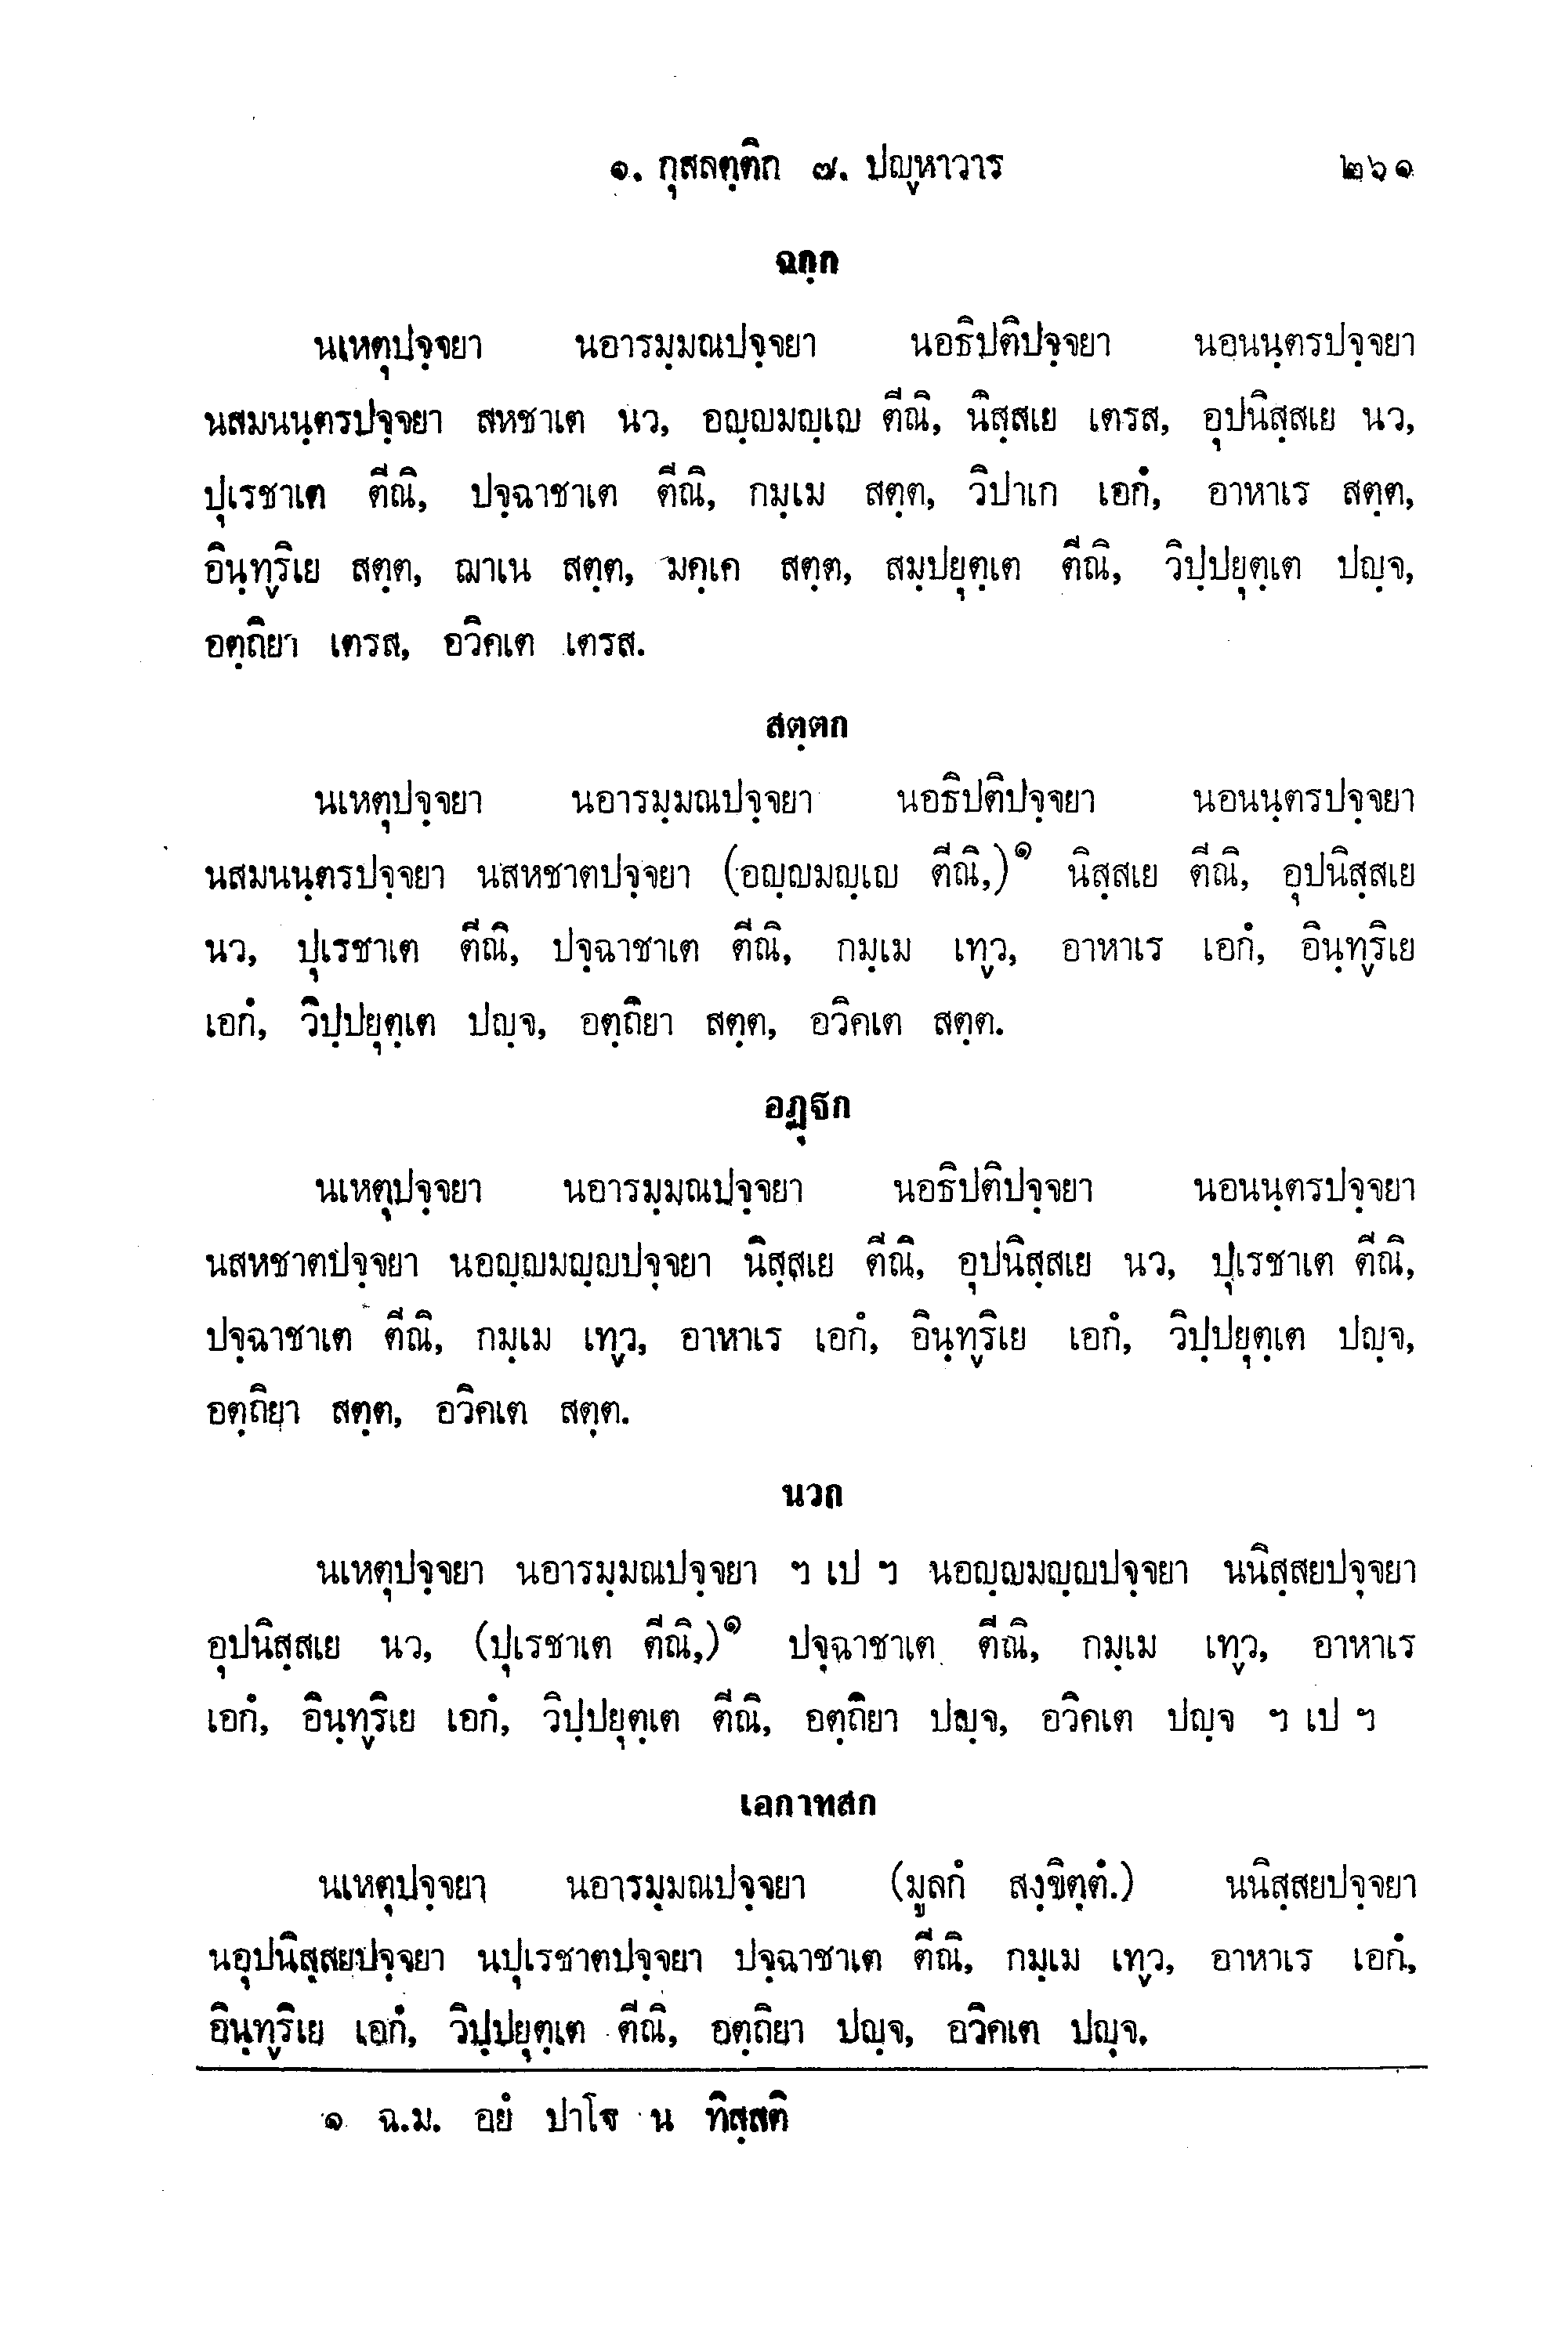 ๑. กุสลตฺติก ๗. ปญฺหาวาร ๒๖๑
ฉกฺก
นเหตุปจฺจยา นอารมฺมณปจฺจยา นอธิปติปจฺจยา นอนนฺตรปจฺจยา
นสมนนฺตรปจฺจยา สหชาเต นว, อญฺญมญฺเญ ตีณิ, นิสฺสเย เตรส, อุปนิสฺสเย นว,
ปุเรชาเต ตีณิ, ปจฺฉาชาเต ตีณิ, กมฺเม สตฺต, วิปาเก เอกํ, อาหาเร สตฺต,
อินฺทฺริเย สตฺต, ฌาเน สตฺต, มคฺเค สตฺต, สมฺปยุตฺเต ตีณิ, วิปฺปยุตฺเต ปญฺจ,
อตฺถิยา เตรส, อวิคเต เตรส.
สตฺตก
นเหตุปจฺจยา นอารมฺมณปจฺจยา นอธิปติปจฺจยา นอนนฺตรปจฺจยา
นสมนนฺตรปจฺจยา นสหชาตปจฺจยา (อญฺญมญฺเญ ตีณิ,)๑ นิสฺสเย ตีณิ, อุปนิสฺสเย
นว, ปุเรชาเต ตีณิ, ปจฺฉาชาเต ตีณิ, กมฺเม เทฺว, อาหาเร เอกํ, อินฺทฺริเย
เอกํ, วิปฺปยุตฺเต ปญฺจ, อตฺถิยา สตฺต, อวิคเต สตฺต.
อฏฺฐก
นเหตุปจฺจยา นอารมฺมณปจฺจยา นอธิปติปจฺจยา นอนนฺตรปจฺจยา
นสหชาตปจฺจยา นอญฺญมญฺญปจฺจยา นิสฺสเย ตีณิ, อุปนิสฺสเย นว, ปุเรชาเต ตีณิ,
ปจฺฉาชาเต ตีณิ, กมฺเม เทฺว, อาหาเร เอกํ, อินฺทฺริเย เอกํ, วิปฺปยุตฺเต ปญฺจ,
อตฺถิยา สตฺต, อวิคเต สตฺต.
นวก
นเหตุปจฺจยา นอารมฺมณปจฺจยา ฯ เป ฯ นอญฺญมญฺญปจฺจยา นนิสฺสยปจฺจยา
อุปนิสฺสเย นว, (ปุเรชาเต ตีณิ,)๑ ปจฺฉาชาเต ตีณิ, กมฺเม เทฺว, อาหาเร
เอกํ, อินฺทฺริเย เอกํ, วิปฺปยุตฺเต ตีณิ, อตฺถิยา ปญฺจ, อวิคเต ปญฺจ ฯ เป ฯ
เอกาทสก
นเหตุปจฺจยา นอารมฺมณปจฺจยา (มูลกํ สงฺขิตฺตํ.) นนิสฺสยปจฺจยา
นอุปนิสฺสยปจฺจยา นปุเรชาตปจฺจยา ปจฺฉาชาเต ตีณิ, กมฺเม เทฺว, อาหาเร เอกํ,
อินฺทฺริเย เอกํ, วิปฺปยุตฺเต ตีณิ, อตฺถิยา ปญฺจ, อวิคเต ปญฺจ.
๑ ฉ.ม. อยํ ปาโฐ น ทิสฺสติ